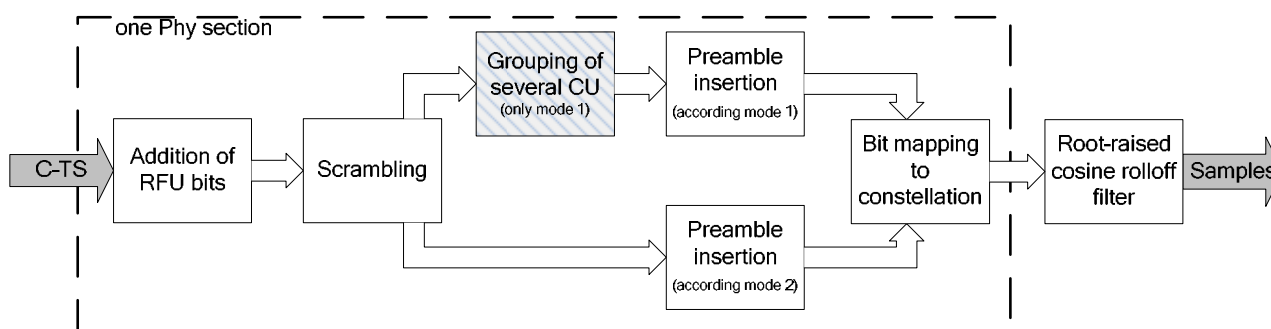 one Phy section
C-TS
Addition of
RFU bits
Scrambling
Grouping of
several CU
(only mode 1)
Preamble
insertion
(according mode 1)
Preamble
insertion
(according mode 2)
Bit mapping
to
constellation
Root-raised
cosine rolloff
filter
Samples